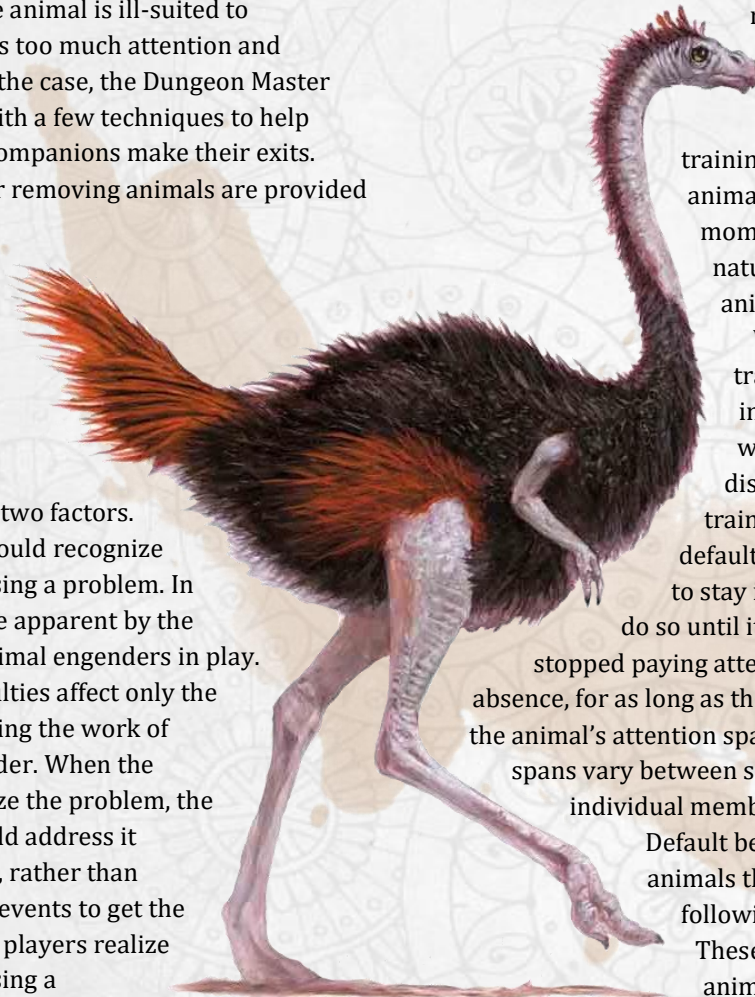 e animal is ill-suited to
s too much attention and
the case, the Dungeon Master
ith a few techniques to help
ompanions make their exits.
r removing animals are provided
two factors.
ould recognize
sing a problem. In
e apparent by the
imal engenders in play.
alties affect only the
ing the work of
der. When the
ze the problem, the
ld address it
, rather than
events to get the
players realize
sing a
trainin
anima
mom
natu
ani
tra
in
w
dis
train
default
to stay i
do so until i
stopped paying atte
absence, for as long as th
the animal’s attention spa
spans vary between s
individual memb
Default be
animals th
followi
These
anim